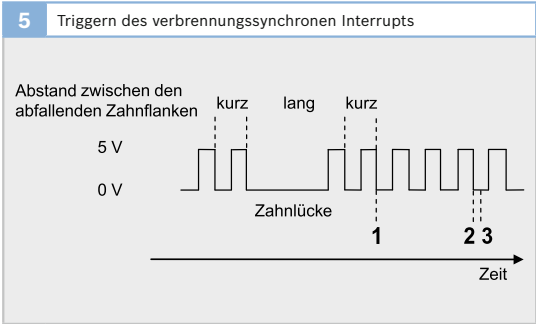 5 Triggern des verbrennungssynchronen Interrupts
Abstand zwischen den
abfallenden Zahnflanken
kurz lang kurz
5 V
0 V
Zahnlücke
1 2 3
Zeit